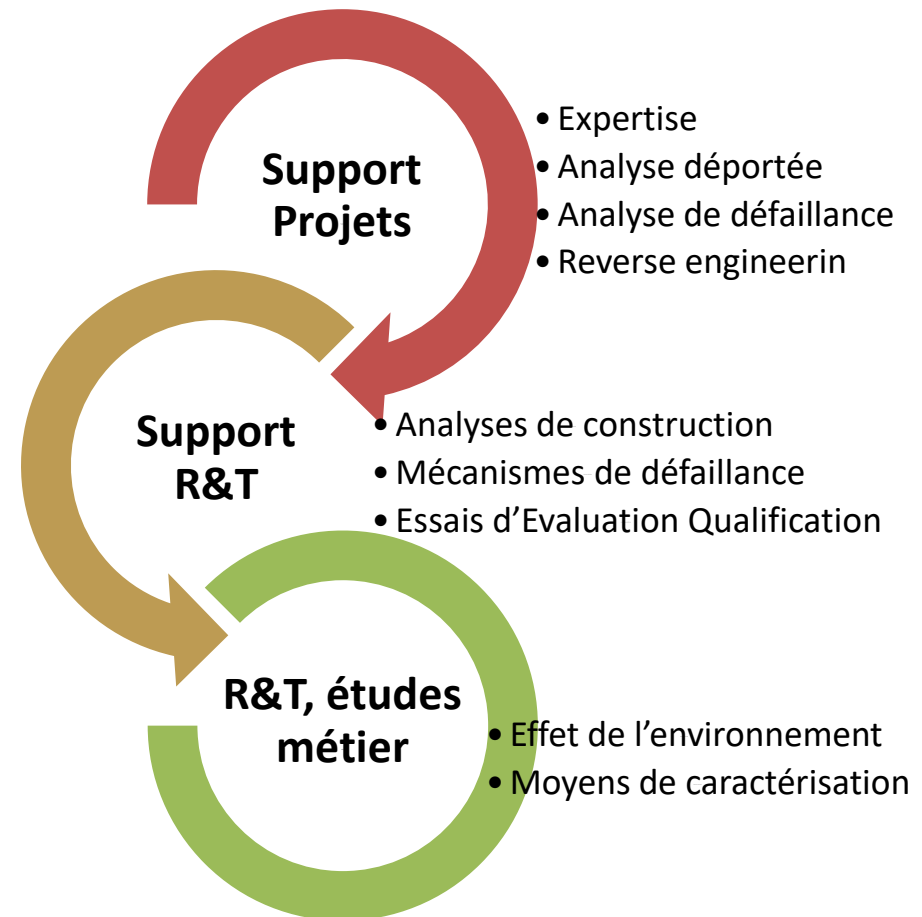 Support
Projets
• Expertise
• Analyse déportée
• Analyse de défaillance
• Reverse engineerin
Support
R&T
• Analyses de construction
• Mécanismes de défaillance
• Essais d’Evaluation Qualification
R&T, études
métier
• Effet de l’environnement
• Moyens de caractérisation